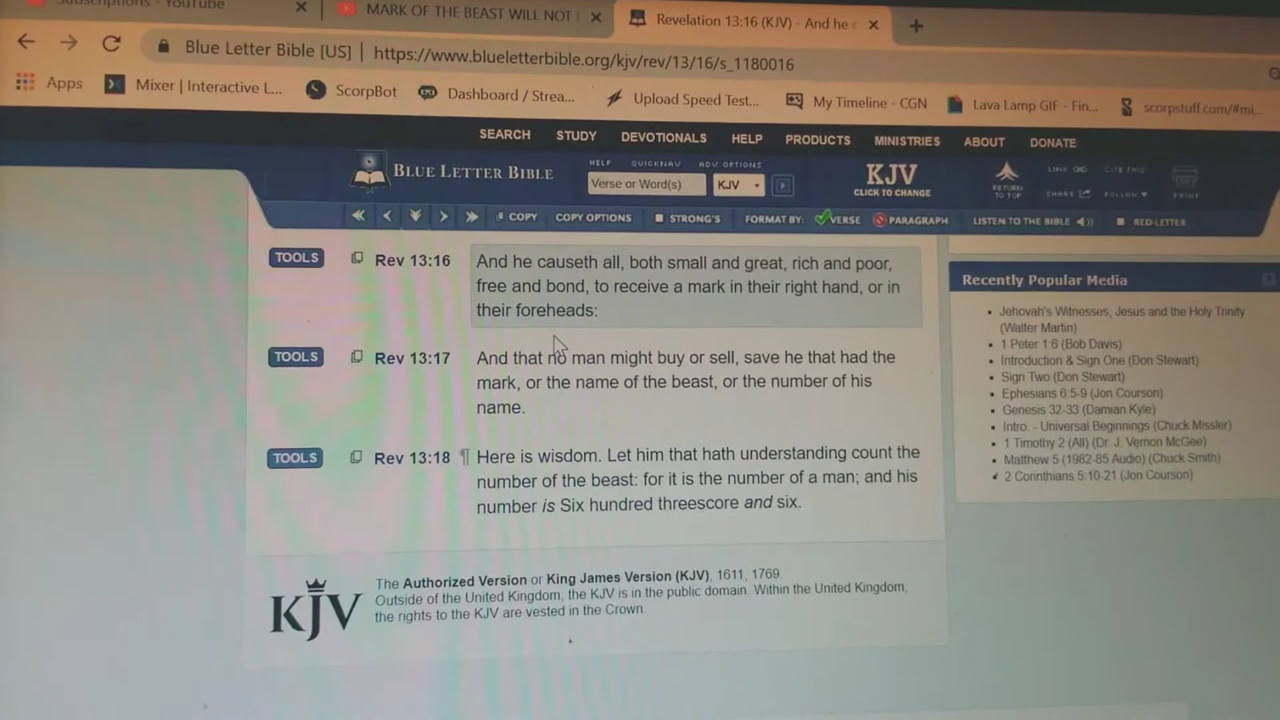 Subscriptions - YouTube
MARK OF THE BEAST WILL NOT
Revelation 13:16 (KJV) - And he c
Blue Letter Bible [US] | https://www.blueletterbible.org/kjv/rev/13/16/s_1180016
Apps Mixer | Interactive L... ScorpBot Dashboard / Strea... Upload Speed Test... My Timeline - CGN Lava Lamp GIF - Fin... scorpstuff.com/#mi...
SEARCH STUDY DEVOTIONALS HELP PRODUCTS MINISTRIES ABOUT DONATE
BLUE LETTER BIBLE
HELP QUICKNAV ADV. OPTIONS
Verse or Word(s) KJV
KJV
CLICK TO CHANGE
RETURN
TO TOP
LINK CITE THIS
SHARE FOLLOW PRINT
COPY COPY OPTIONS STRONG'S FORMAT BY: VERSE PARAGRAPH LISTEN TO THE BIBLE RED-LETTER
TOOLS Rev 13:16 And he causeth all, both small and great, rich and poor,
free and bond, to receive a mark in their right hand, or in
their foreheads:
TOOLS Rev 13:17 And that no man might buy or sell, save he that had the
mark, or the name of the beast, or the number of his
name.
TOOLS Rev 13:18 ¶ Here is wisdom. Let him that hath understanding count the
number of the beast: for it is the number of a man; and his
number is Six hundred threescore and six.
KJV
The Authorized Version or King James Version (KJV), 1611, 1769.
Outside of the United Kingdom, the KJV is in the public domain. Within the United Kingdom,
the rights to the KJV are vested in the Crown.
Recently Popular Media
Jehovah's Witnesses, Jesus and the Holy Trinity
(Walter Martin)
1 Peter 1:6 (Bob Davis)
Introduction & Sign One (Don Stewart)
Sign Two (Don Stewart)
Ephesians 6:5-9 (Jon Courson)
Genesis 32-33 (Damian Kyle)
Intro. - Universal Beginnings (Chuck Missler)
1 Timothy 2 (All) (Dr. J. Vernon McGee)
Matthew 5 (1982-85 Audio) (Chuck Smith)
2 Corinthians 5:10-21 (Jon Courson)